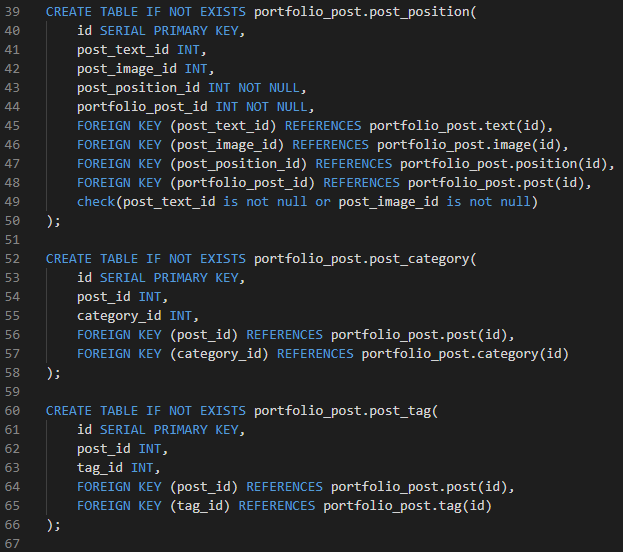 39 CREATE TABLE IF NOT EXISTS portfolio_post.post_position(
40     id SERIAL PRIMARY KEY,
41     post_text_id INT,
42     post_image_id INT,
43     post_position_id INT NOT NULL,
44     portfolio_post_id INT NOT NULL,
45     FOREIGN KEY (post_text_id) REFERENCES portfolio_post.text(id),
46     FOREIGN KEY (post_image_id) REFERENCES portfolio_post.image(id),
47     FOREIGN KEY (post_position_id) REFERENCES portfolio_post.position(id),
48     FOREIGN KEY (portfolio_post_id) REFERENCES portfolio_post.post(id),
49     check(post_text_id is not null or post_image_id is not null)
50 );
51
52 CREATE TABLE IF NOT EXISTS portfolio_post.post_category(
53     id SERIAL PRIMARY KEY,
54     post_id INT,
55     category_id INT,
56     FOREIGN KEY (post_id) REFERENCES portfolio_post.post(id),
57     FOREIGN KEY (category_id) REFERENCES portfolio_post.category(id)
58 );
59
60 CREATE TABLE IF NOT EXISTS portfolio_post.post_tag(
61     id SERIAL PRIMARY KEY,
62     post_id INT,
63     tag_id INT,
64     FOREIGN KEY (post_id) REFERENCES portfolio_post.post(id),
65     FOREIGN KEY (tag_id) REFERENCES portfolio_post.tag(id)
66 );
67